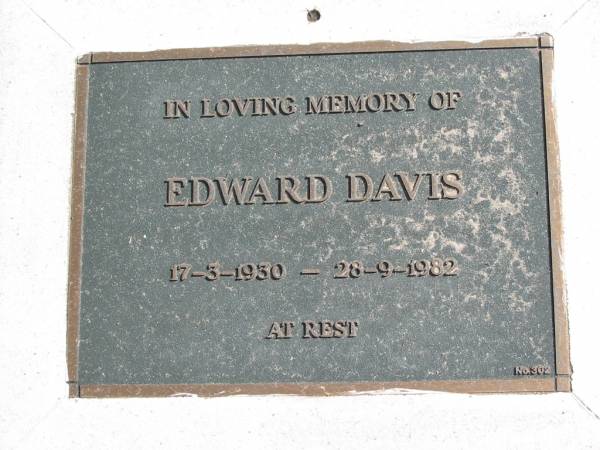 IN LOVING MEMORY OF
EDWARD DAVIS
17-3-1930 - 28-9-1982
AT REST
No.302